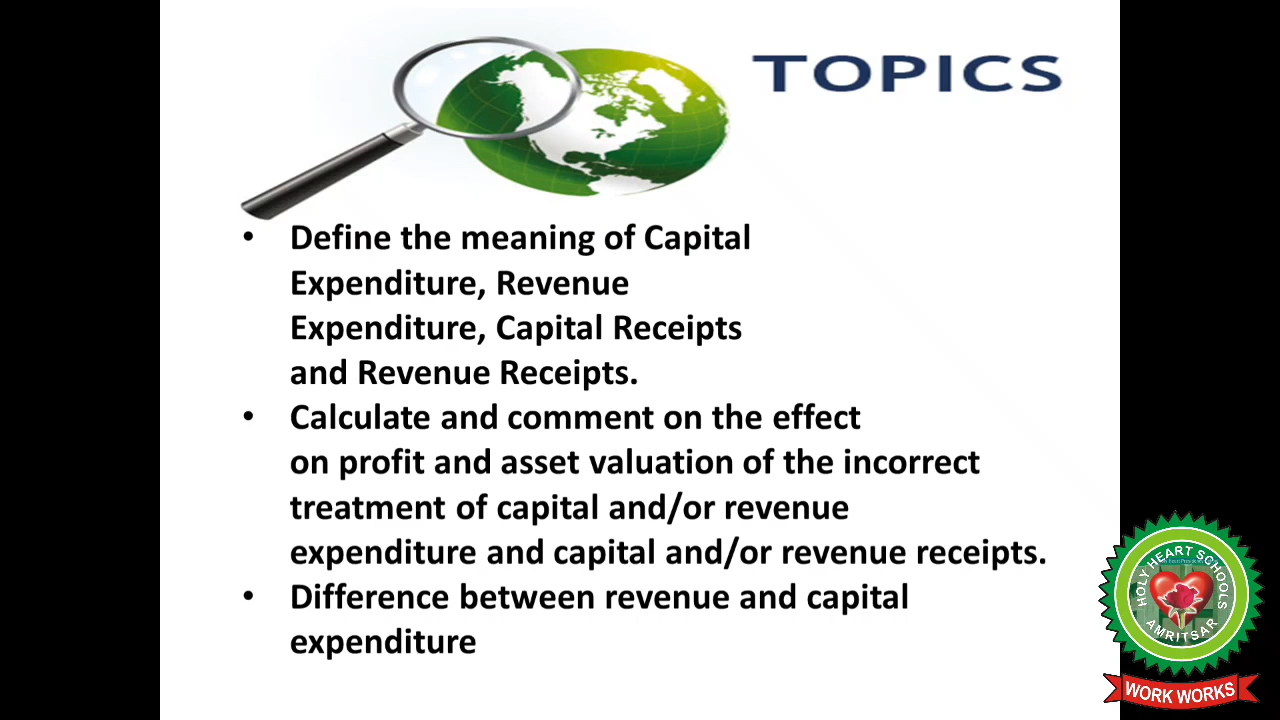 TOPICS
• Define the meaning of Capital
Expenditure, Revenue
Expenditure, Capital Receipts
and Revenue Receipts.
• Calculate and comment on the effect
on profit and asset valuation of the incorrect
treatment of capital and/or revenue
expenditure and capital and/or revenue receipts.
• Difference between revenue and capital
expenditure
HOLY HEART SCHOOLS
AMRITSAR
WORK WORKS